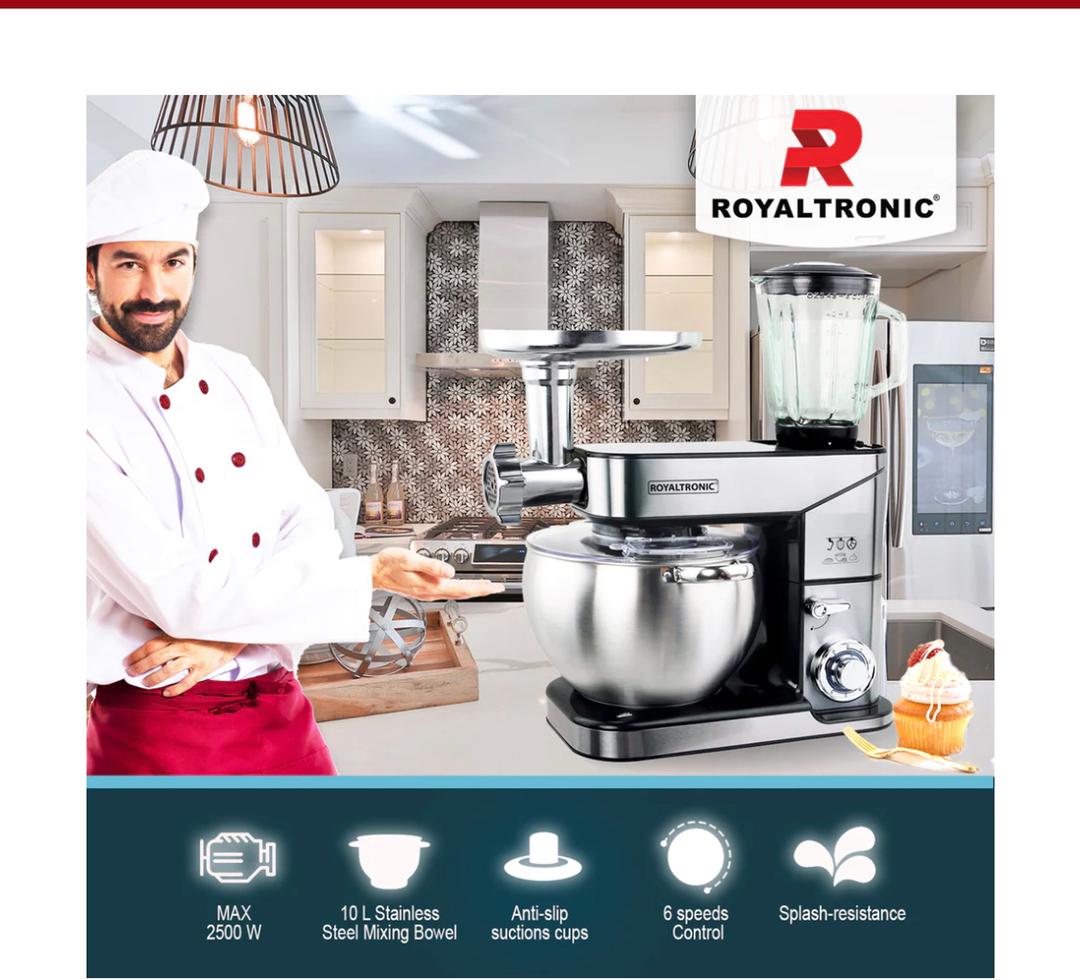 ROYALTRONIC®
ROYALTRONIC
MAX
2500 W
10 L Stainless
Steel Mixing Bowel
Anti-slip
suctions cups
6 speeds
Control
Splash-resistance